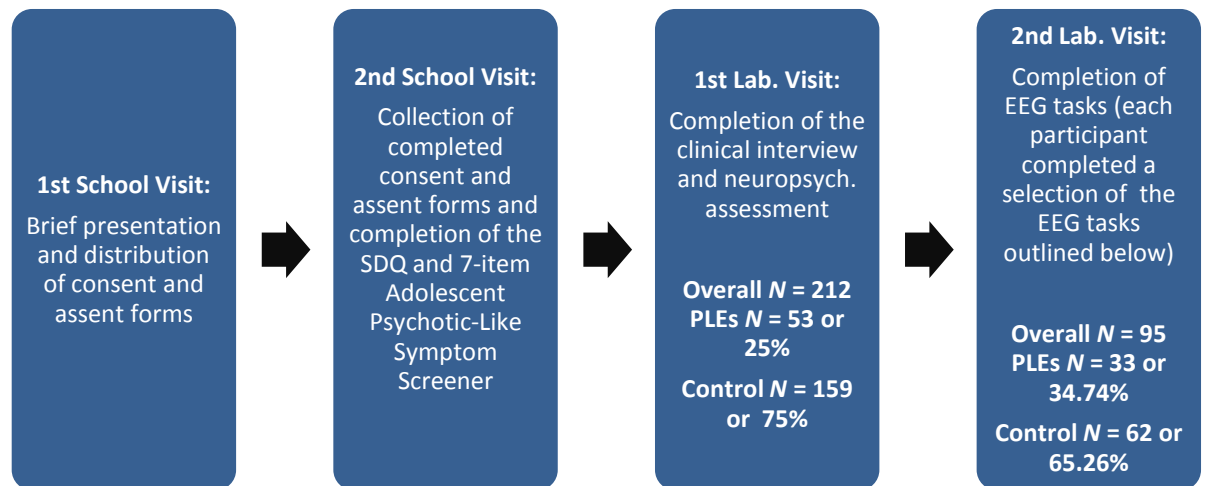 1st School Visit:
Brief presentation
and distribution
of consent and
assent forms
2nd School Visit:
Collection of
completed
consent and
assent forms and
completion of the
SDQ and 7-item
Adolescent
Psychotic-Like
Symptom
Screener
1st Lab. Visit:
Completion of the
clinical interview
and neuropsych.
assessment
Overall N = 212
PLEs N = 53 or
25%
Control N = 159
or 75%
2nd Lab. Visit:
Completion of
EEG tasks (each
participant
completed a
selection of the
EEG tasks
outlined below)
Overall N = 95
PLEs N = 33 or
34.74%
Control N = 62 or
65.26%